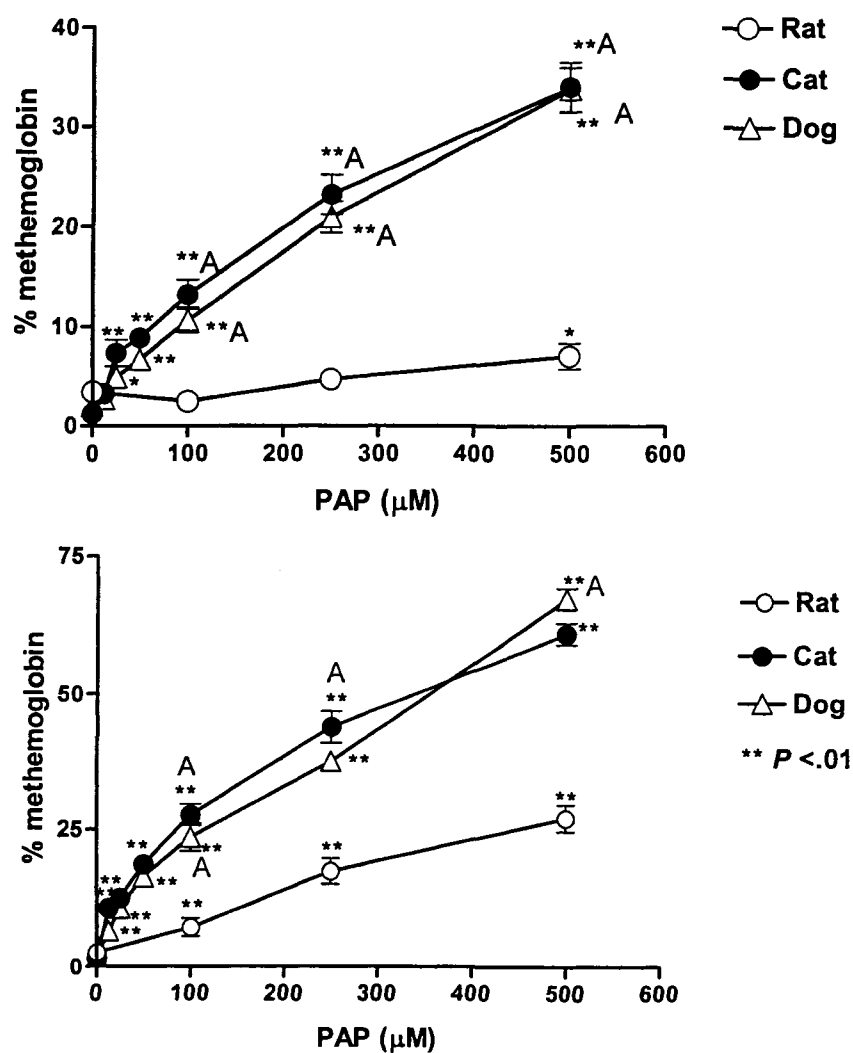 40
30
20
10
0
% methemoglobin
0 100 200 300 400 500 600
PAP (µM)
Rat
Cat
Dog
**A
** A
**A
**A
**A
**A
**
**
**
*
*
75
50
25
0
% methemoglobin
0 100 200 300 400 500 600
PAP (µM)
Rat
Cat
Dog
** P <.01
**A
**
A
**
**
A
**
**
A
**
**
**
**
**
**
**
**
**